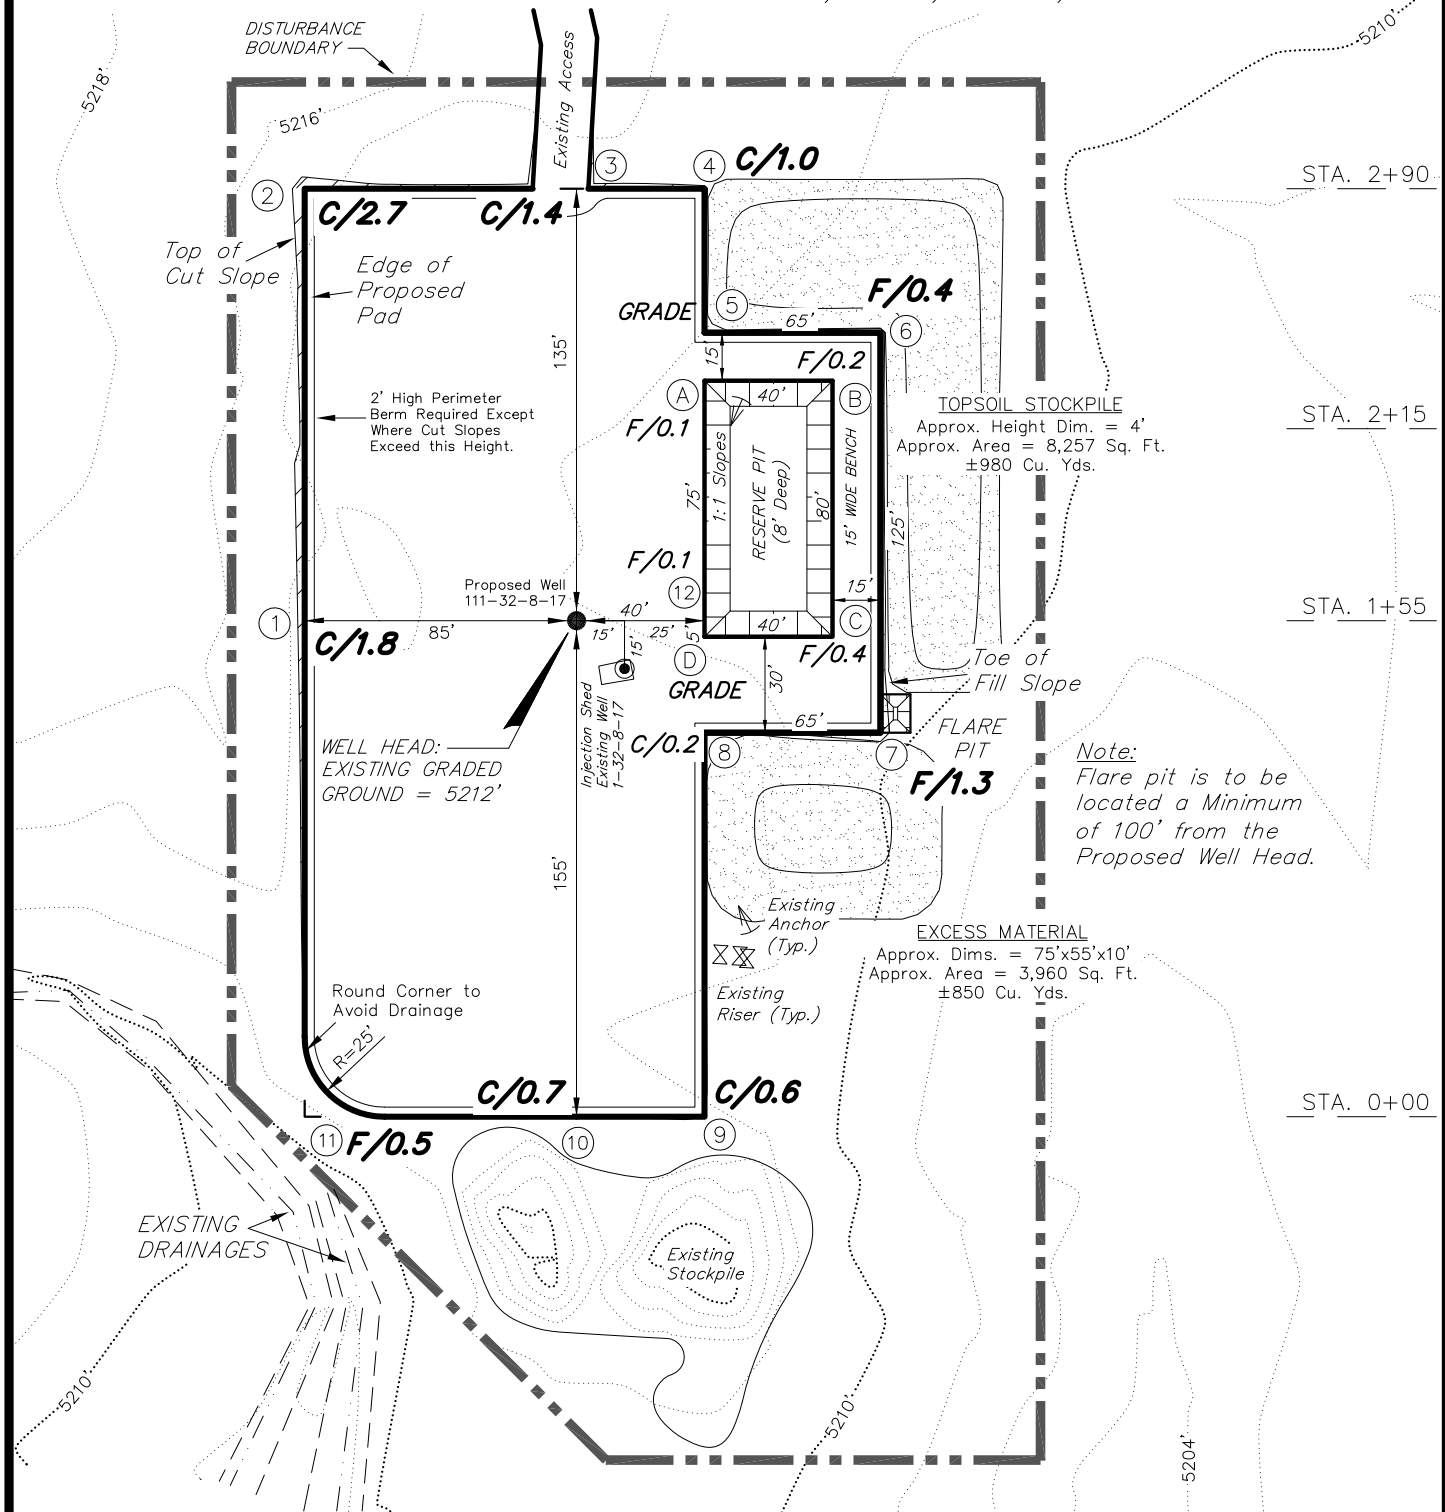 DISTURBANCE
BOUNDARY
5218'
5216'
5210'
Existing Access
STA. 2+90
2
3
4
C/1.0
C/2.7
C/1.4
Top of
Cut Slope
Edge of
Proposed
Pad
GRADE
5
F/0.4
6
65'
15'
135'
F/0.2
A
40'
B
F/0.1
TOPSOIL STOCKPILE
Approx. Height Dim. = 4'
Approx. Area = 8,257 Sq. Ft.
±980 Cu. Yds.
STA. 2+15
2' High Perimeter
Berm Required Except
Where Cut Slopes
Exceed this Height.
75'
1:1 Slopes
RESERVE PIT
(8' Deep)
80'
15' WIDE BENCH
125'
F/0.1
12
15'
Proposed Well
111-32-8-17
STA. 1+55
1
C/1.8
85'
40'
15'
25'
15'
5'
40'
C
D
F/0.4
GRADE
30'
Toe of
Fill Slope
Injection Shed
Existing Well
1-32-8-17
65'
C/0.2
8
7
FLARE
PIT
F/1.3
WELL HEAD:
EXISTING GRADED
GROUND = 5212'
Note:
Flare pit is to be
located a Minimum
of 100' from the
Proposed Well Head.
155'
Existing
Anchor
(Typ.)
EXCESS MATERIAL
Approx. Dims. = 75'x55'x10'
Approx. Area = 3,960 Sq. Ft.
±850 Cu. Yds.
Existing
Riser (Typ.)
Round Corner to
Avoid Drainage
R=25'
C/0.7
C/0.6
STA. 0+00
11
F/0.5
10
9
EXISTING
DRAINAGES
Existing
Stockpile
5210'
5210'
5204'